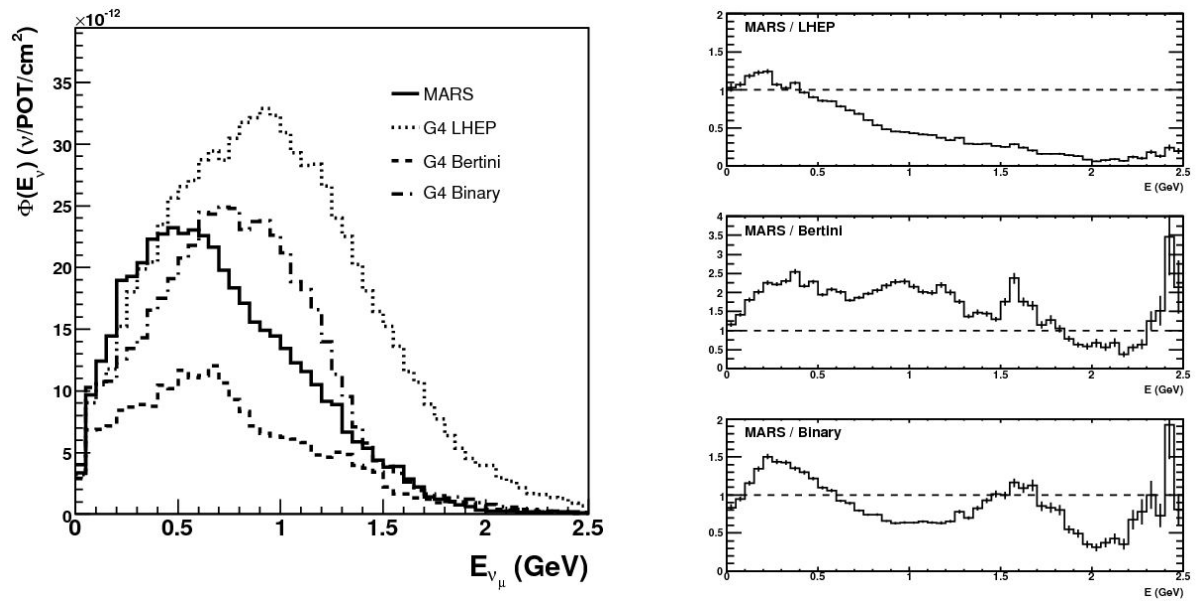 ×10⁻¹²
Φ(E_ν) (ν/POT/cm²)
35
30
25
20
15
10
5
0
0 0.5 1 1.5 2 2.5
E_ν_μ (GeV)
MARS
G4 LHEP
G4 Bertini
G4 Binary
MARS / LHEP
2
1.5
1
0.5
0
0 0.5 1 1.5 2 2.5
E (GeV)
MARS / Bertini
4
3.5
3
2.5
2
1.5
1
0.5
0
0 0.5 1 1.5 2 2.5
E (GeV)
MARS / Binary
2
1.5
1
0.5
0
0 0.5 1 1.5 2 2.5
E (GeV)